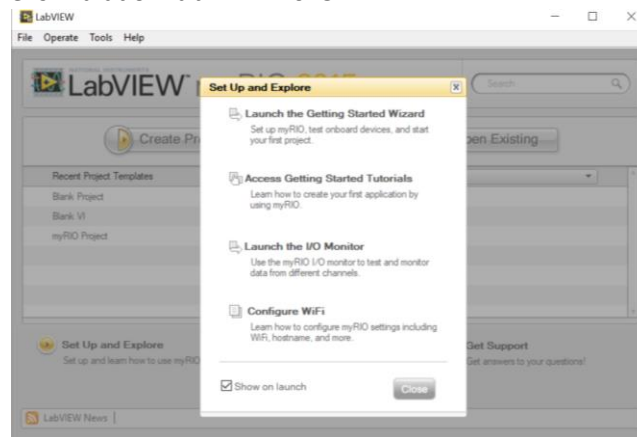 LabVIEW
File Operate Tools Help
LabVIEW
Search
Set Up and Explore
Launch the Getting Started Wizard
Set up myRIO, test onboard devices, and start
your first project.
Access Getting Started Tutorials
Learn how to create your first application by
using myRIO.
Launch the I/O Monitor
Use the myRIO I/O monitor to test and monitor
data from different channels.
Configure WiFi
Learn how to configure myRIO settings including
WiFi, hostname, and more.
Show on launch
Close
Create Pr
pen Existing
Recent Project Templates
Blank Project
Blank VI
myRIO Project
Set Up and Explore
Set up and learn how to use myRIO
Get Support
Get answers to your questions!
LabVIEW News